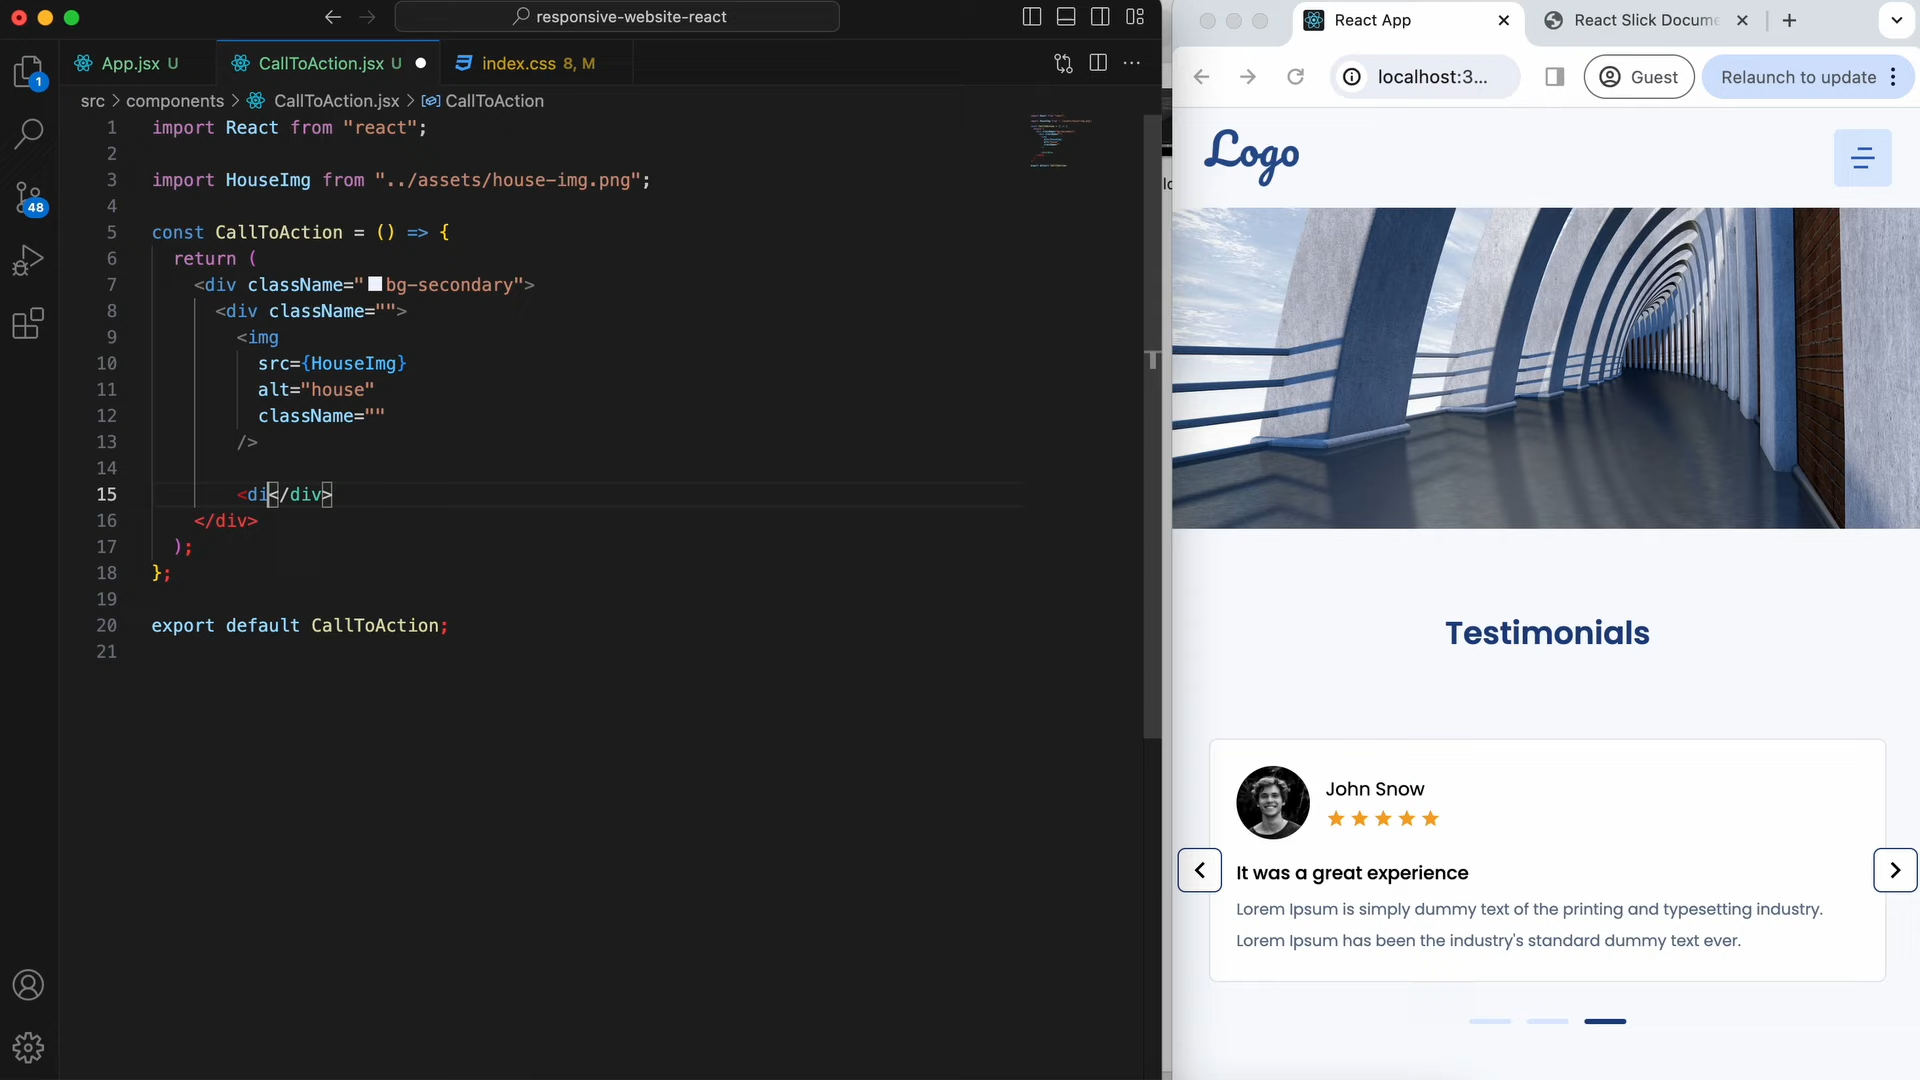 responsive-website-react
App.jsx U
CallToAction.jsx U
index.css 8, M
src > components > CallToAction.jsx > CallToAction
1 import React from "react";
2
3 import HouseImg from "../assets/house-img.png";
4
5 const CallToAction = () => {
6 return (
7 <div className="bg-secondary">
8 <div className="">
9 <img
10 src={HouseImg}
11 alt="house"
12 className=""
13 />
14
15 <di</div>
16 </div>
17 );
18 };
19
20 export default CallToAction;
21
1
48
React App
React Slick Docume
localhost:3...
Guest
Relaunch to update
Logo
Testimonials
John Snow
It was a great experience
Lorem Ipsum is simply dummy text of the printing and typesetting industry.
Lorem Ipsum has been the industry's standard dummy text ever.